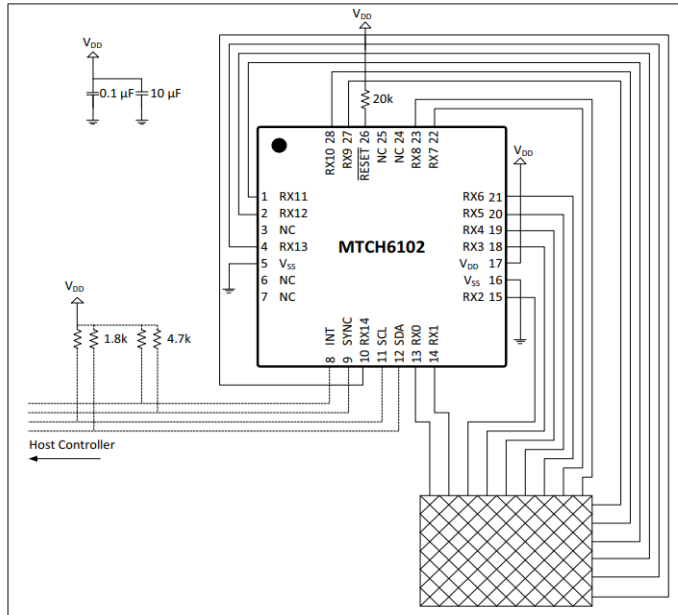 VDD
0.1 µF
10 µF
VDD
20k
RX10 28
RX9 27
RESET 26
NC 25
NC 24
RX8 23
RX7 22
VDD
1 RX11
2 RX12
3 NC
4 RX13
5 VSS
6 NC
7 NC
MTCH6102
RX6 21
RX5 20
RX4 19
RX3 18
VDD 17
VSS 16
RX2 15
8 INT
9 SYNC
10 RX14
11 SCL
12 SDA
13 RX0
14 RX1
VDD
1.8k
4.7k
Host Controller